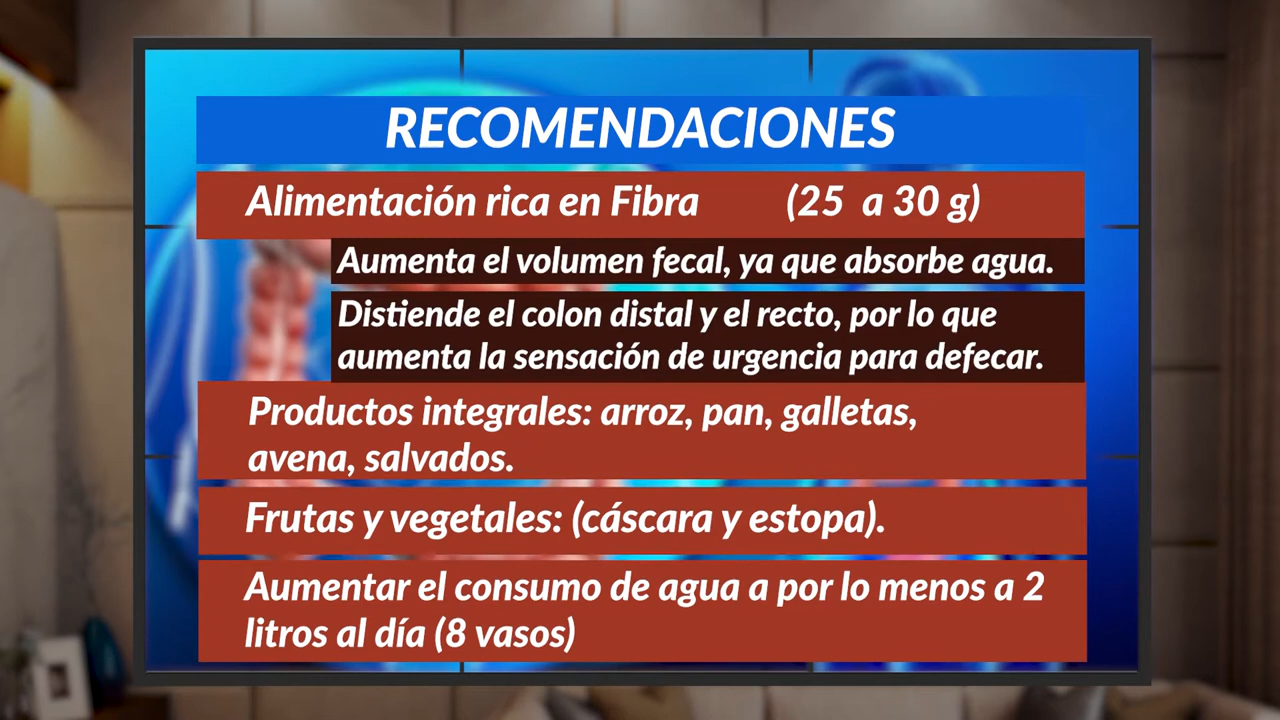 RECOMENDACIONES
Alimentación rica en Fibra (25 a 30 g)
Aumenta el volumen fecal, ya que absorbe agua.
Distiende el colon distal y el recto, por lo que
aumenta la sensación de urgencia para defecar.
Productos integrales: arroz, pan, galletas,
avena, salvados.
Frutas y vegetales: (cáscara y estopa).
Aumentar el consumo de agua a por lo menos a 2
litros al día (8 vasos)